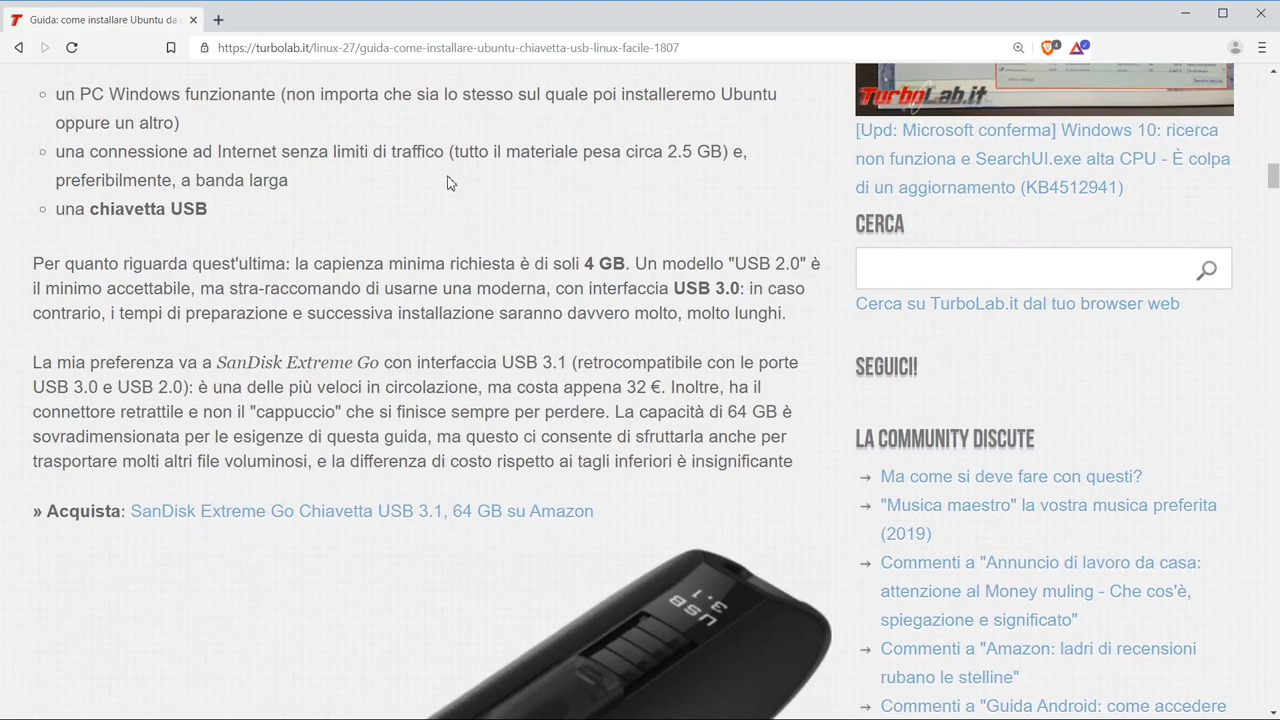 Guida: come installare Ubuntu da
https://turbolab.it/linux-27/guida-come-installare-ubuntu-chiavetta-usb-linux-facile-1807
4
un PC Windows funzionante (non importa che sia lo stesso sul quale poi installeremo Ubuntu
oppure un altro)
una connessione ad Internet senza limiti di traffico (tutto il materiale pesa circa 2.5 GB) e,
preferibilmente, a banda larga
una chiavetta USB
Per quanto riguarda quest'ultima: la capienza minima richiesta è di soli 4 GB. Un modello "USB 2.0" è
il minimo accettabile, ma stra-raccomando di usarne una moderna, con interfaccia USB 3.0: in caso
contrario, i tempi di preparazione e successiva installazione saranno davvero molto, molto lunghi.
La mia preferenza va a SanDisk Extreme Go con interfaccia USB 3.1 (retrocompatibile con le porte
USB 3.0 e USB 2.0): è una delle più veloci in circolazione, ma costa appena 32 €. Inoltre, ha il
connettore retrattile e non il "cappuccio" che si finisce sempre per perdere. La capacità di 64 GB è
sovradimensionata per le esigenze di questa guida, ma questo ci consente di sfruttarla anche per
trasportare molti altri file voluminosi, e la differenza di costo rispetto ai tagli inferiori è insignificante
» Acquista: SanDisk Extreme Go Chiavetta USB 3.1, 64 GB su Amazon
USB
3.1
TurboLab.it
[Upd: Microsoft conferma] Windows 10: ricerca
non funziona e SearchUI.exe alta CPU - È colpa
di un aggiornamento (KB4512941)
CERCA
Cerca su TurboLab.it dal tuo browser web
SEGUICI!
LA COMMUNITY DISCUTE
→ Ma come si deve fare con questi?
→ "Musica maestro" la vostra musica preferita
(2019)
→ Commenti a "Annuncio di lavoro da casa:
attenzione al Money muling - Che cos'è,
spiegazione e significato"
→ Commenti a "Amazon: ladri di recensioni
rubano le stelline"
→ Commenti a "Guida Android: come accedere